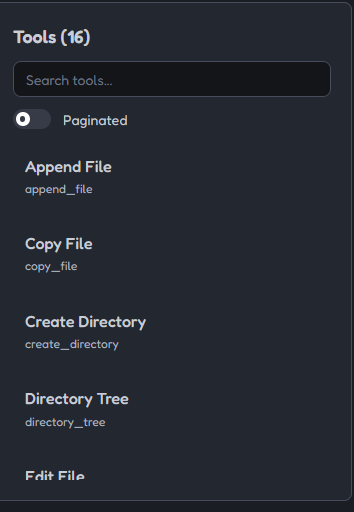 Tools (16)
Search tools...
Paginated
Append File
append_file
Copy File
copy_file
Create Directory
create_directory
Directory Tree
directory_tree
Edit File